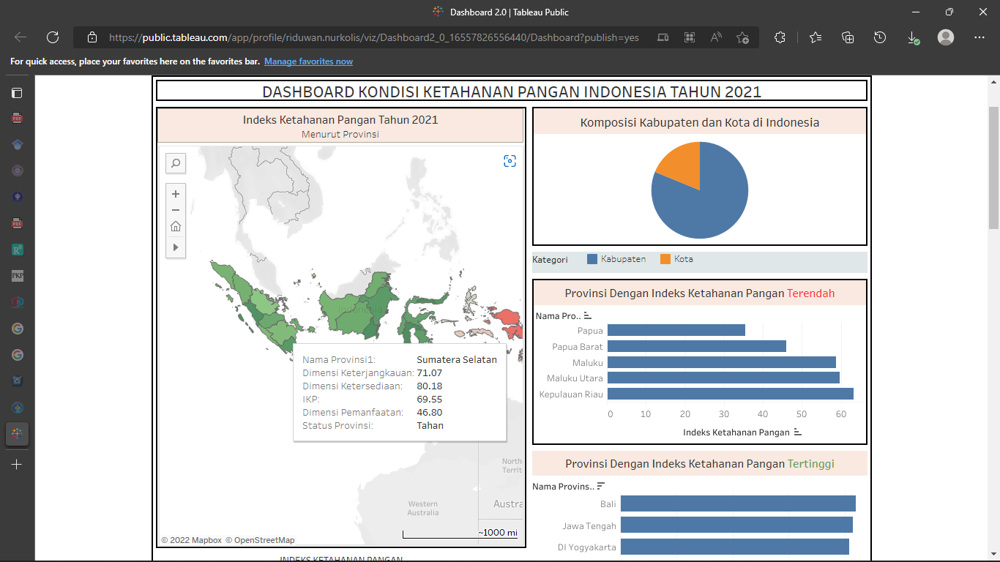 Dashboard 2.0 | Tableau Public
https://public.tableau.com/app/profile/riduwan.nurkolis/viz/Dashboard2_0_16557826556440/Dashboard?publish=yes
For quick access, place your favorites here on the favorites bar. Manage favorites now
DASHBOARD KONDISI KETAHANAN PANGAN INDONESIA TAHUN 2021
Indeks Ketahanan Pangan Tahun 2021
Menurut Provinsi
Indonesia
Nama Provinsi1: Sumatera Selatan
Dimensi Keterjangkauan: 71.07
Dimensi Ketersediaan: 80.18
IKP: 69.55
Dimensi Pemanfaatan: 46.80
Status Provinsi: Tahan
North
Territ
Western
Australia
Austra
~1000 mi
© 2022 Mapbox © OpenStreetMap
INDEKS KETAHANAN PANGAN
Komposisi Kabupaten dan Kota di Indonesia
Kategori Kabupaten Kota
Provinsi Dengan Indeks Ketahanan Pangan Terendah
Nama Pro..
Papua
Papua Barat
Maluku
Maluku Utara
Kepulauan Riau
0 10 20 30 40 50 60
Indeks Ketahanan Pangan
Provinsi Dengan Indeks Ketahanan Pangan Tertinggi
Nama Provins..
Bali
Jawa Tengah
DI Yogyakarta
PDF
PDF
PKP